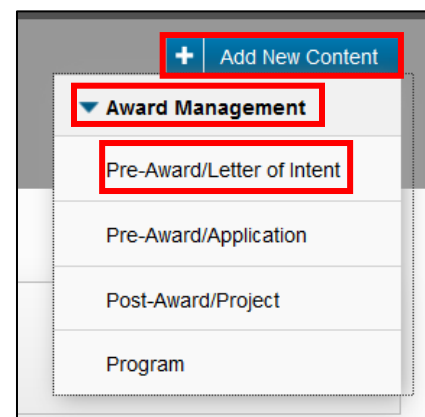 + Add New Content
Award Management
Pre-Award/Letter of Intent
Pre-Award/Application
Post-Award/Project
Program